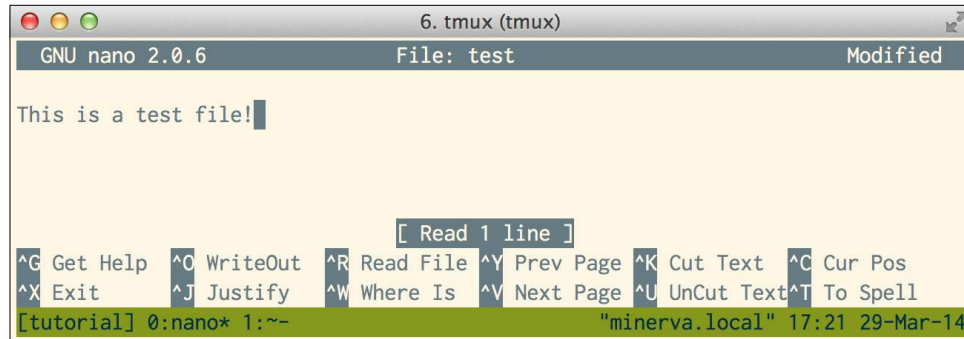 6. tmux (tmux)
GNU nano 2.0.6 File: test Modified
This is a test file!
[ Read 1 line ]
^G Get Help ^O WriteOut ^R Read File ^Y Prev Page ^K Cut Text ^C Cur Pos
^X Exit ^J Justify ^W Where Is ^V Next Page ^U UnCut Text^T To Spell
[tutorial] 0:nano* 1:~- "minerva.local" 17:21 29-Mar-14